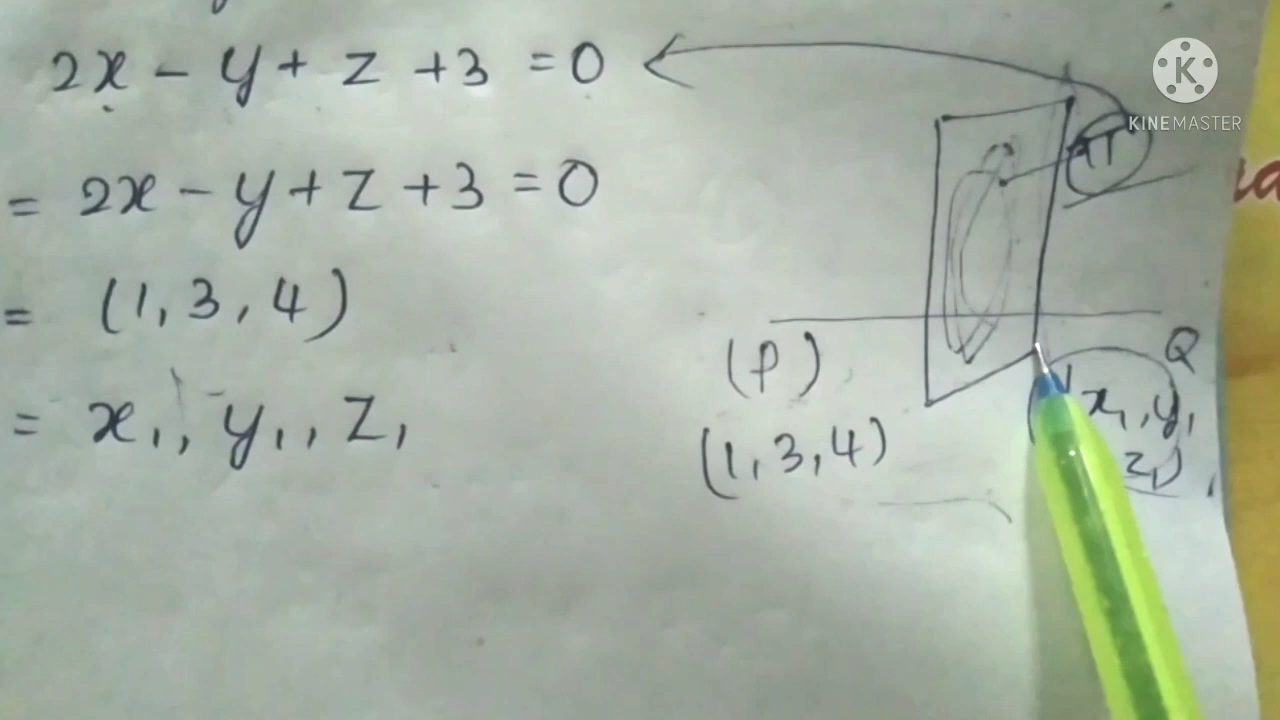 2x - y + z + 3 = 0
= 2x - y + z + 3 = 0
= (1, 3, 4)
= x₁, y₁, z₁
π
(P)
(1, 3, 4)
Q
x₁, y₁
z₁)
K
KINEMASTER